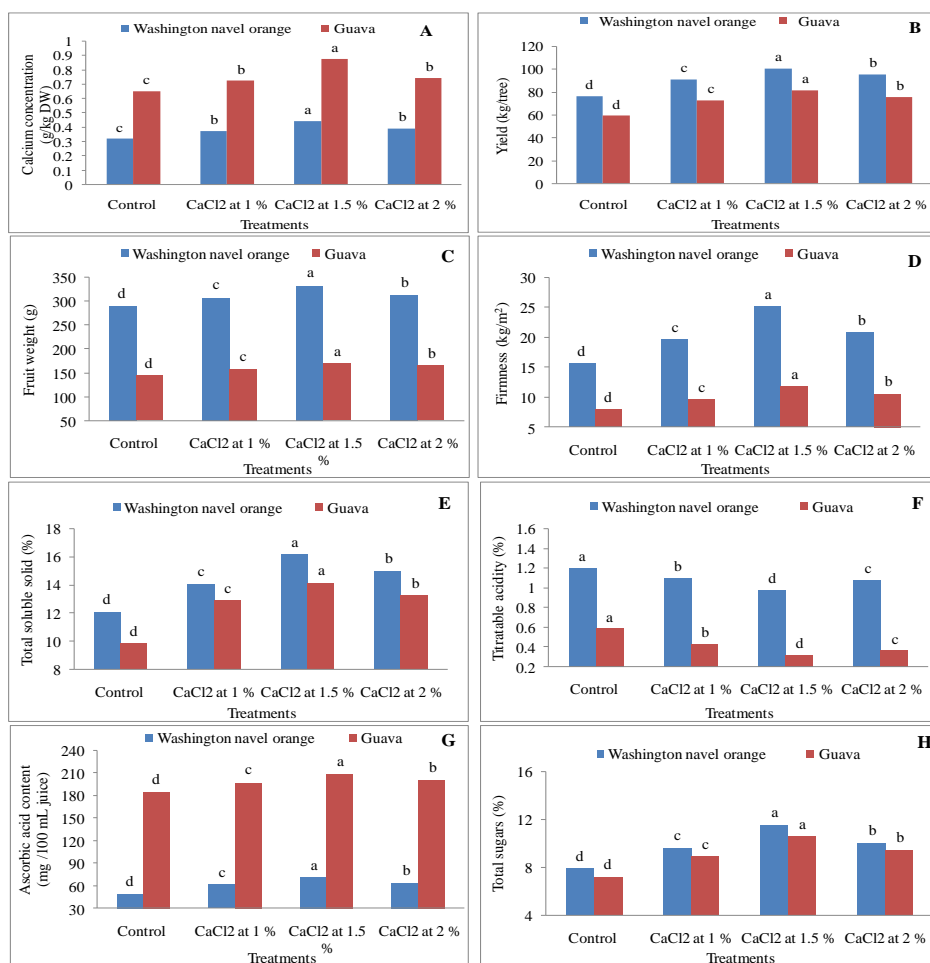 Washington navel orange Guava A
Calcium concentration
(g/kg DW)
1
0.9
0.8
0.7
0.6
0.5
0.4
0.3
0.2
0.1
0
c c b b a a b b
Control CaCl2 at 1 % CaCl2 at 1.5 % CaCl2 at 2 %
Treatments
Washington navel orange Guava B
Yield (kg/tree)
120
100
80
60
40
20
0
d d c c a a b b
Control CaCl2 at 1 % CaCl2 at 1.5 % CaCl2 at 2 %
Treatments
Washington navel orange Guava C
Fruit weight (g)
350
300
250
200
150
100
50
d d c c a a b b
Control CaCl2 at 1 % CaCl2 at 1.5 % CaCl2 at 2 %
Treatments
Washington navel orange Guava D
Firmness (kg/m²)
30
25
20
15
10
5
d d c c a a b b
Control CaCl2 at 1 % CaCl2 at 1.5 % CaCl2 at 2 %
Treatments
Washington navel orange Guava E
Total soluble solid (%)
18
16
14
12
10
8
d d c c a a b b
Control CaCl2 at 1 % CaCl2 at 1.5 % CaCl2 at 2 %
Treatments
Washington navel orange Guava F
Titratable acidity (%)
1.6
1.4
1.2
1
0.8
0.6
0.4
0.2
a a b b d d c c
Control CaCl2 at 1 % CaCl2 at 1.5 % CaCl2 at 2 %
Treatments
Washington navel orange Guava G
Ascorbic acid content
(mg /100 mL juice)
240
210
180
150
120
90
60
30
d d c c a a b b
Control CaCl2 at 1 % CaCl2 at 1.5 % CaCl2 at 2 %
Treatments
Washington navel orange Guava H
Total sugars (%)
16
12
8
4
d d c c a a b b
Control CaCl2 at 1 % CaCl2 at 1.5 % CaCl2 at 2 %
Treatments